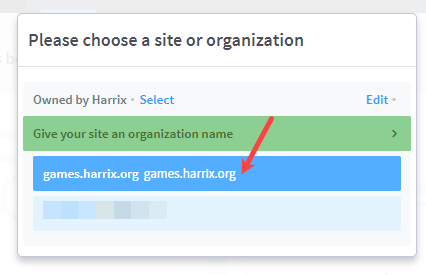 Please choose a site or organization
Owned by Harrix • Select Edit •
Give your site an organization name
games.harrix.org games.harrix.org